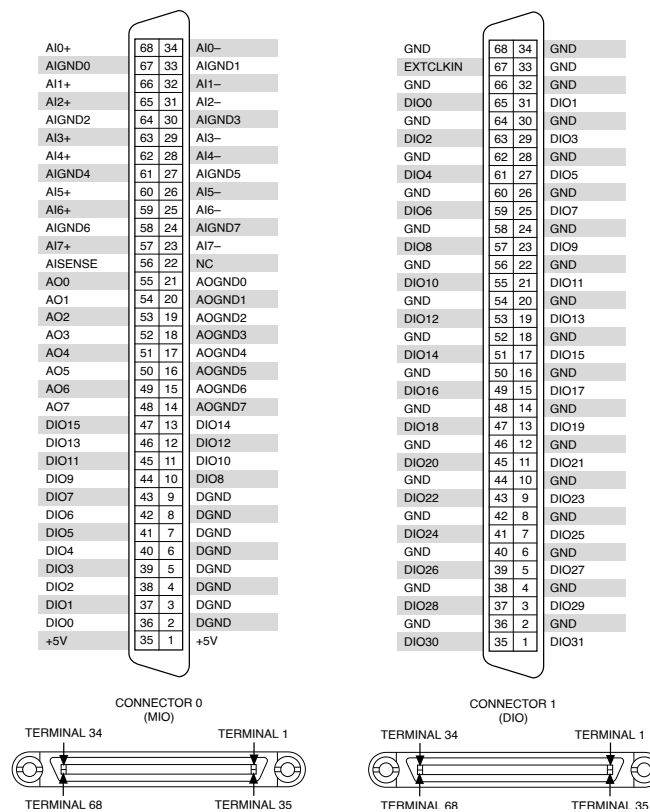 AI0+ 68 34 AI0–
AIGND0 67 33 AIGND1
AI1+ 66 32 AI1–
AI2+ 65 31 AI2–
AIGND2 64 30 AIGND3
AI3+ 63 29 AI3–
AI4+ 62 28 AI4–
AIGND4 61 27 AIGND5
AI5+ 60 26 AI5–
AI6+ 59 25 AI6–
AIGND6 58 24 AIGND7
AI7+ 57 23 AI7–
AISENSE 56 22 NC
AO0 55 21 AOGND0
AO1 54 20 AOGND1
AO2 53 19 AOGND2
AO3 52 18 AOGND3
AO4 51 17 AOGND4
AO5 50 16 AOGND5
AO6 49 15 AOGND6
AO7 48 14 AOGND7
DIO15 47 13 DIO14
DIO13 46 12 DIO12
DIO11 45 11 DIO10
DIO9 44 10 DIO8
DIO7 43 9 DGND
DIO6 42 8 DGND
DIO5 41 7 DGND
DIO4 40 6 DGND
DIO3 39 5 DGND
DIO2 38 4 DGND
DIO1 37 3 DGND
DIO0 36 2 DGND
+5V 35 1 +5V
CONNECTOR 0
(MIO)
TERMINAL 34 TERMINAL 1
TERMINAL 68 TERMINAL 35
GND 68 34 GND
EXTCLKIN 67 33 GND
GND 66 32 GND
DIO0 65 31 DIO1
GND 64 30 GND
DIO2 63 29 DIO3
GND 62 28 GND
DIO4 61 27 DIO5
GND 60 26 GND
DIO6 59 25 DIO7
GND 58 24 GND
DIO8 57 23 DIO9
GND 56 22 GND
DIO10 55 21 DIO11
GND 54 20 GND
DIO12 53 19 DIO13
GND 52 18 GND
DIO14 51 17 DIO15
GND 50 16 GND
DIO16 49 15 DIO17
GND 48 14 GND
DIO18 47 13 DIO19
GND 46 12 GND
DIO20 45 11 DIO21
GND 44 10 GND
DIO22 43 9 DIO23
GND 42 8 GND
DIO24 41 7 DIO25
GND 40 6 GND
DIO26 39 5 DIO27
GND 38 4 GND
DIO28 37 3 DIO29
GND 36 2 GND
DIO30 35 1 DIO31
CONNECTOR 1
(DIO)
TERMINAL 34 TERMINAL 1
TERMINAL 68 TERMINAL 35